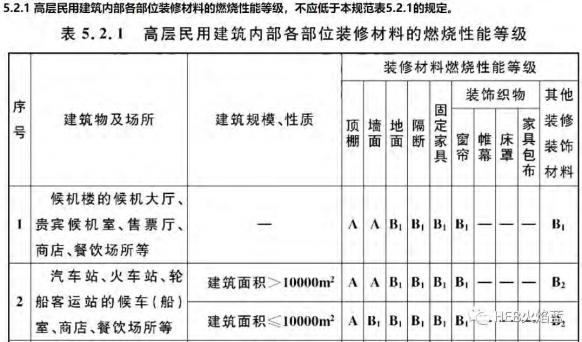 5.2.1 高层民用建筑内部各部位装修材料的燃烧性能等级，不应低于本规范表5.2.1的规定。
表 5.2.1 高层民用建筑内部各部位装修材料的燃烧性能等级
序号 建筑物及场所 建筑规模、性质 装修材料燃烧性能等级
顶棚 墙面 地面 隔断 固定家具 装饰织物 其他装修装饰材料
窗帘 帷幕 床罩 家具包布
1 候机楼的候机大厅、 — A A B₁ B₁ B₁ B₁ — — — B₁
贵宾候机室、售票厅、
商店、餐饮场所等
2 汽车站、火车站、轮 建筑面积＞10000m² A A B₁ B₁ B₁ B₁ — — — B₂
船客运站的候车(船)
室、商店、餐饮场所等 建筑面积≤10000m² A B₁ B₁ B₁ B₁ B₁ — — — B₂
HFB火焰蓝